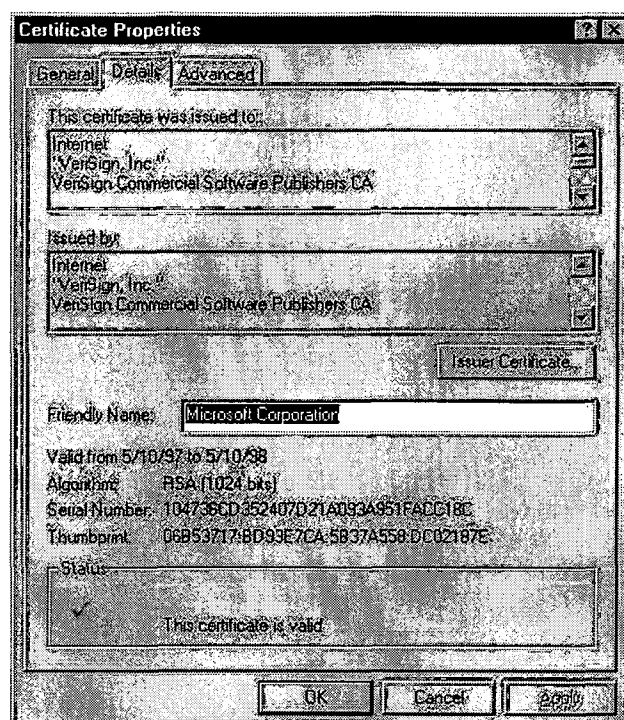 Certificate Properties
General Details Advanced
This certificate was issued to:
Internet
"VeriSign, Inc."
VeriSign Commercial Software Publishers CA
Issued by:
Internet
"VeriSign, Inc."
VeriSign Commercial Software Publishers CA
Issuer Certificate...
Friendly Name: Microsoft Corporation
Valid from 5/10/97 to 5/10/98
Algorithm: RSA (1024 bits)
Serial Number: 104736CD352407D21A093A951FACC18C
Thumbprint: 06B53717:BD93E7CA:5B37A558:DC02187E
Status
This certificate is valid
OK Cancel Apply